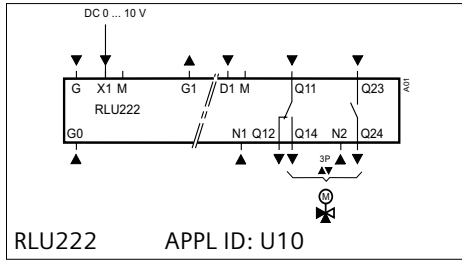 DC 0 ... 10 V
G X1 M G1 D1 M Q11 Q23
A01
RLU222
G0 N1 Q12 Q14 N2 Q24
3P
M
RLU222 APPL ID: U10